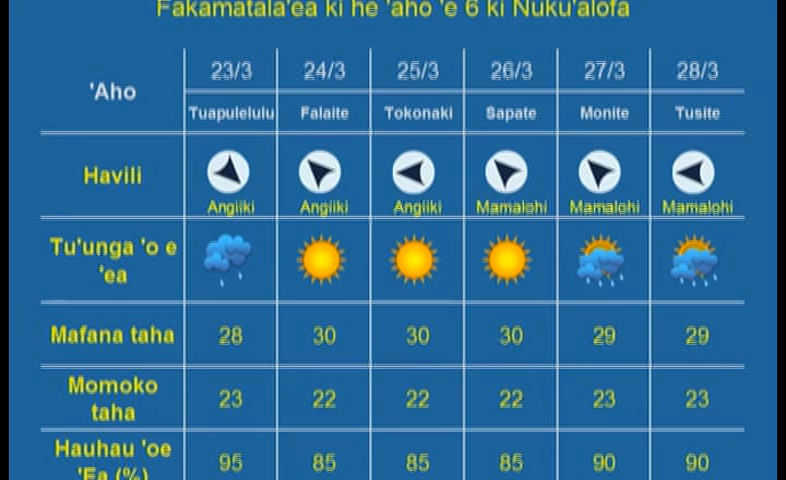 Fakamatala'ea ki he 'aho 'e 6 ki Nuku'alofa
'Aho 23/3 24/3 25/3 26/3 27/3 28/3
Tuapulelulu Falaite Tokonaki Sapate Monite Tusite
Havili
Angiiki Angiiki Angiiki Mamalohi Mamalohi Mamalohi
Tu'unga 'o e
'ea
Mafana taha 28 30 30 30 29 29
Momoko
taha 23 22 22 22 23 23
Hauhau 'oe
'Ea (%) 95 85 85 85 90 90